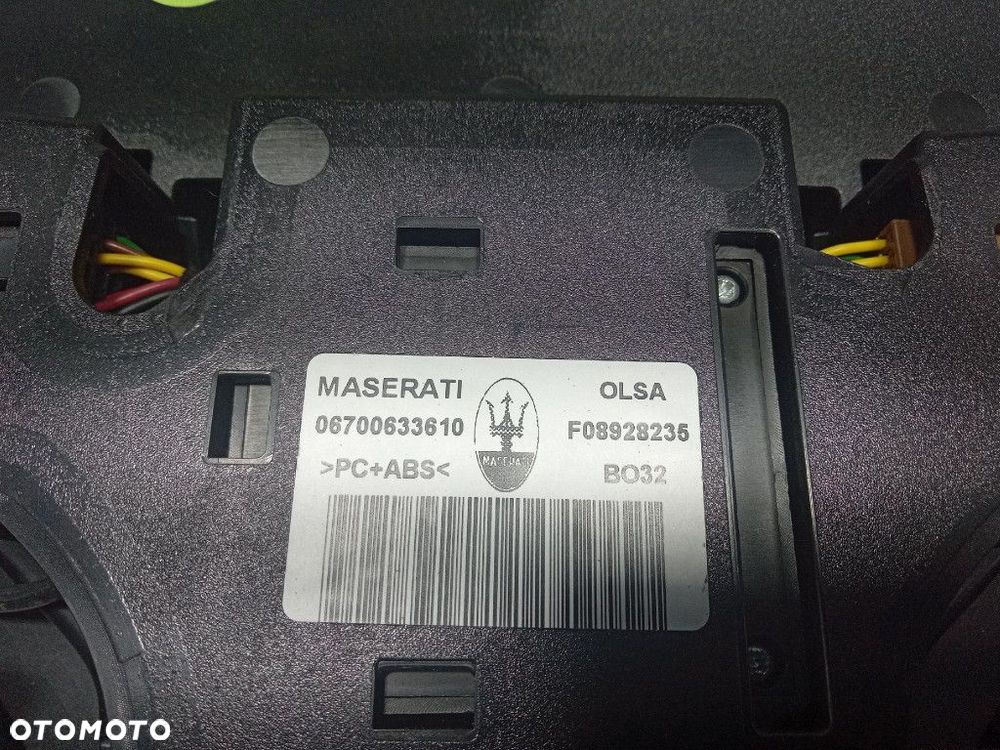 MASERATI
OLSA
06700633610
F08928235
MASERATI
>PC+ABS<
BO32
OTOMOTO